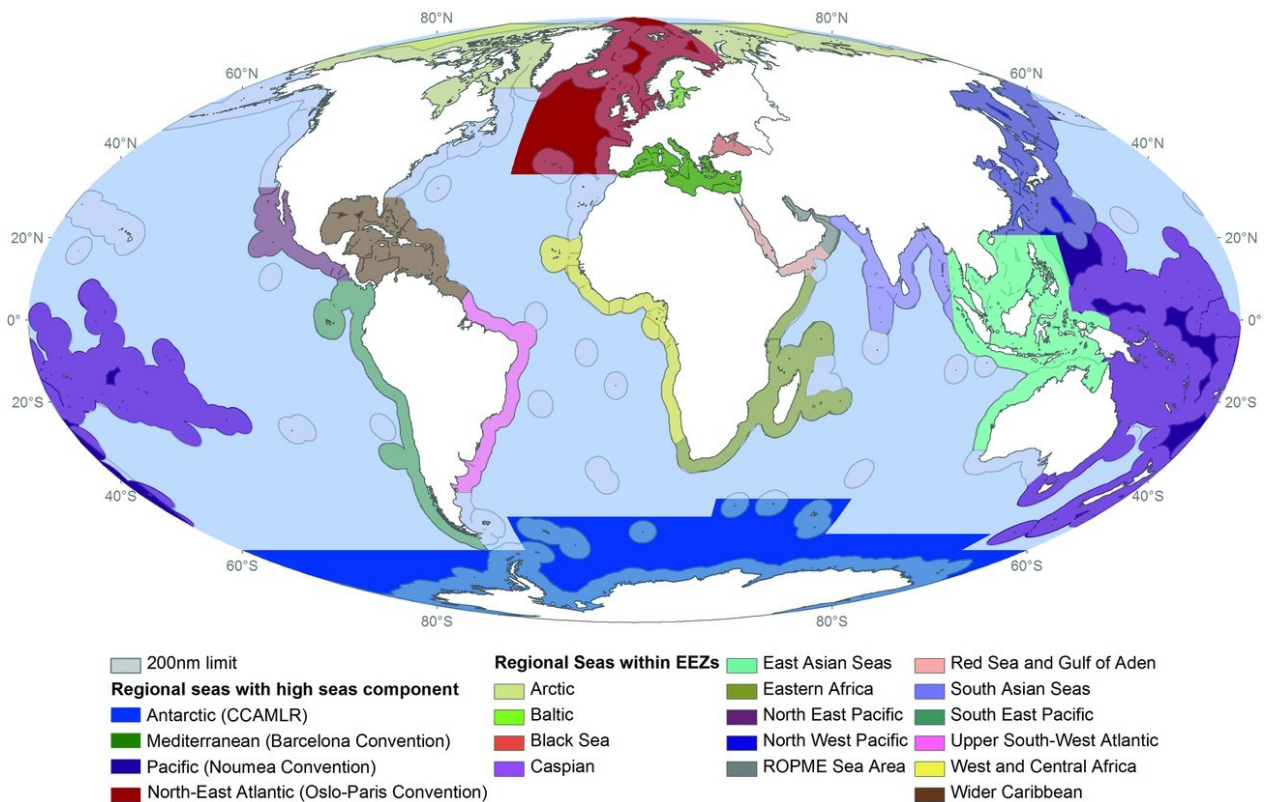 80°N 80°N
60°N 60°N
40°N 40°N
20°N 20°N
0° 0°
20°S 20°S
40°S 40°S
60°S 60°S
80°S 80°S
200nm limit
Regional seas with high seas component
Antarctic (CCAMLR)
Mediterranean (Barcelona Convention)
Pacific (Noumea Convention)
North-East Atlantic (Oslo-Paris Convention)
Regional Seas within EEZs
Arctic
Baltic
Black Sea
Caspian
East Asian Seas
Eastern Africa
North East Pacific
North West Pacific
ROPME Sea Area
Red Sea and Gulf of Aden
South Asian Seas
South East Pacific
Upper South-West Atlantic
West and Central Africa
Wider Caribbean